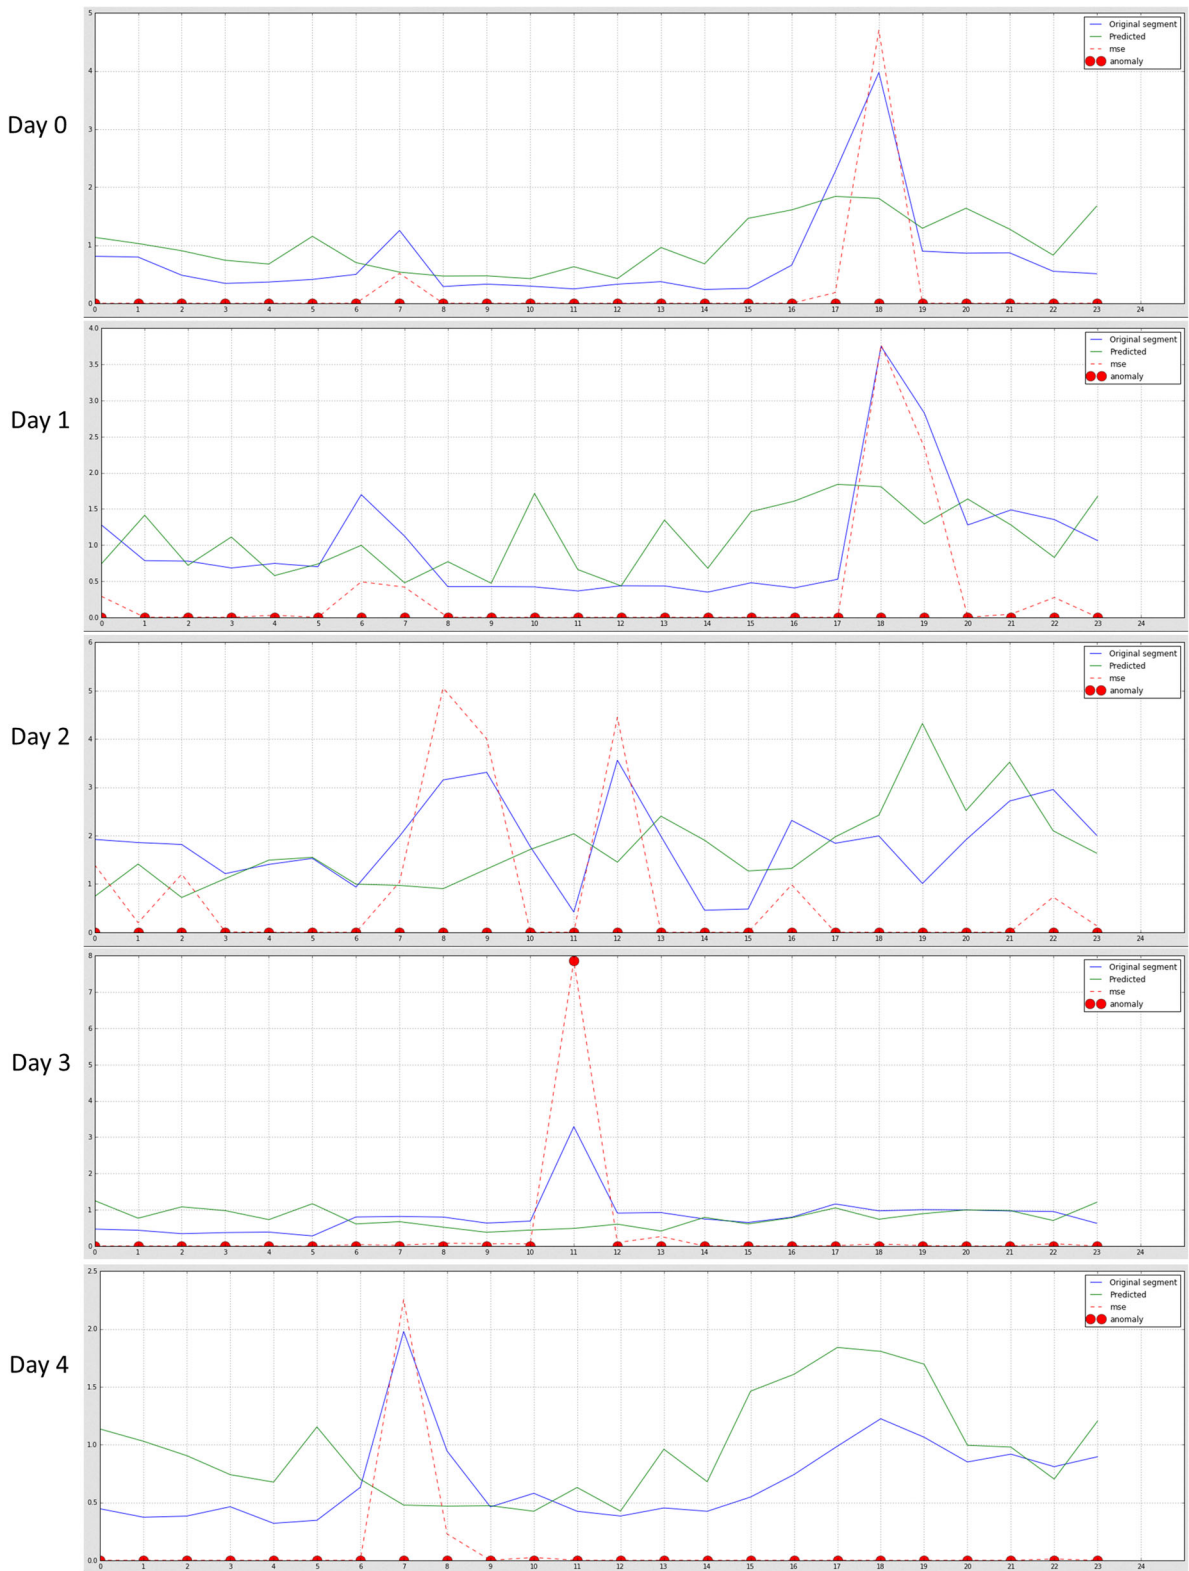 Day 0
5
4
3
2
1
0
Original segment
Predicted
mse
anomaly
0 1 2 3 4 5 6 7 8 9 10 11 12 13 14 15 16 17 18 19 20 21 22 23 24
Day 1
4.0
3.5
3.0
2.5
2.0
1.5
1.0
0.5
0.0
Original segment
Predicted
mse
anomaly
0 1 2 3 4 5 6 7 8 9 10 11 12 13 14 15 16 17 18 19 20 21 22 23 24
Day 2
6
5
4
3
2
1
0
Original segment
Predicted
mse
anomaly
0 1 2 3 4 5 6 7 8 9 10 11 12 13 14 15 16 17 18 19 20 21 22 23 24
Day 3
8
7
6
5
4
3
2
1
0
Original segment
Predicted
mse
anomaly
0 1 2 3 4 5 6 7 8 9 10 11 12 13 14 15 16 17 18 19 20 21 22 23 24
Day 4
2.5
2.0
1.5
1.0
0.5
0.0
Original segment
Predicted
mse
anomaly
0 1 2 3 4 5 6 7 8 9 10 11 12 13 14 15 16 17 18 19 20 21 22 23 24